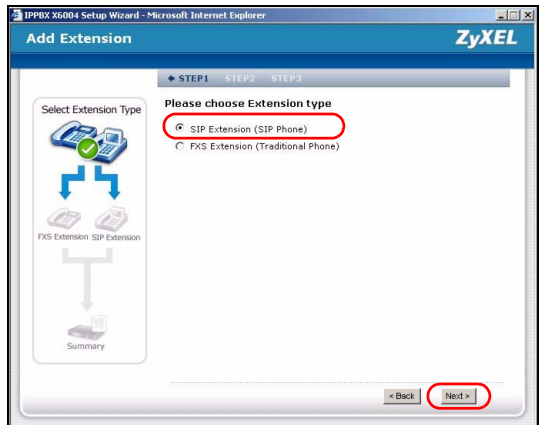 IPPBX X6004 Setup Wizard - Microsoft Internet Explorer
Add Extension
ZyXEL
STEP1 STEP2 STEP3
Select Extension Type
Please choose Extension type
SIP Extension (SIP Phone)
FXS Extension (Traditional Phone)
FXS Extension SIP Extension
Summary
< Back Next >